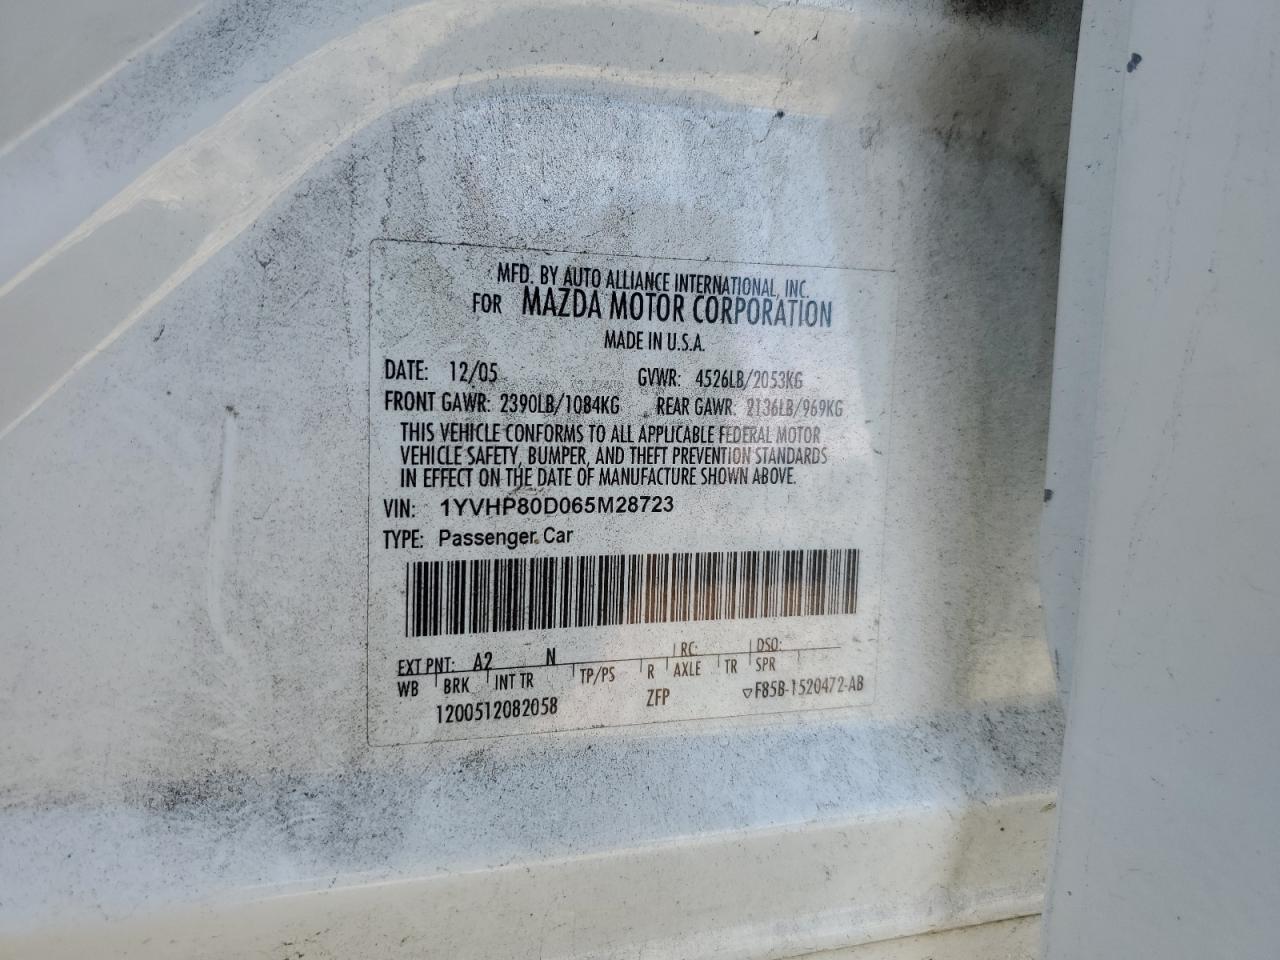 MFD. BY AUTO ALLIANCE INTERNATIONAL, INC.
FOR MAZDA MOTOR CORPORATION
MADE IN U.S.A.
DATE: 12/05 GVWR: 4526LB/2053KG
FRONT GAWR: 2390LB/1084KG REAR GAWR: 2136LB/969KG
THIS VEHICLE CONFORMS TO ALL APPLICABLE FEDERAL MOTOR
VEHICLE SAFETY, BUMPER, AND THEFT PREVENTION STANDARDS
IN EFFECT ON THE DATE OF MANUFACTURE SHOWN ABOVE.
VIN: 1YVHP80D065M28723
TYPE: Passenger Car
EXT PNT: A2 N RC: DSO:
WB BRK INT TR TP/PS R AXLE TR SPR
1200512082058 ZFP ▽F85B-1520472-AB